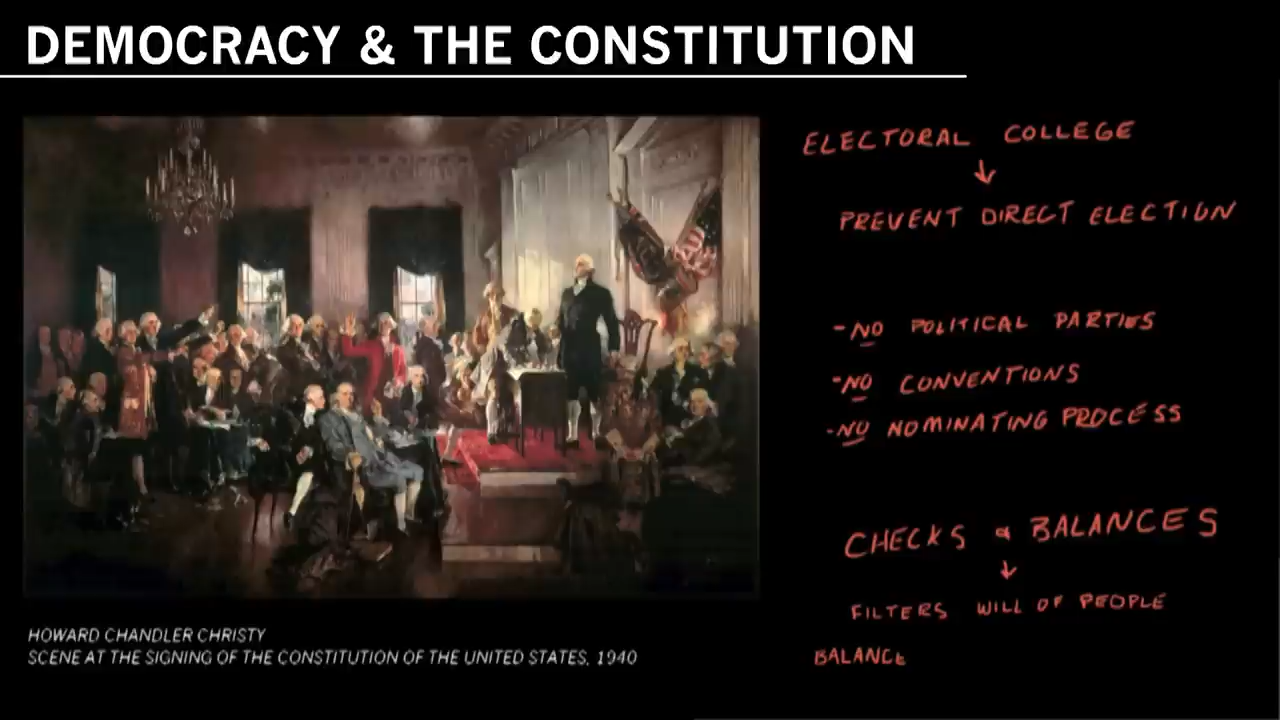 DEMOCRACY & THE CONSTITUTION
ELECTORAL COLLEGE
↓
PREVENT DIRECT ELECTION
-NO POLITICAL PARTIES
-NO CONVENTIONS
-NO NOMINATING PROCESS
CHECKS & BALANCES
↓
FILTERS WILL OF PEOPLE
BALANCE
HOWARD CHANDLER CHRISTY
SCENE AT THE SIGNING OF THE CONSTITUTION OF THE UNITED STATES, 1940